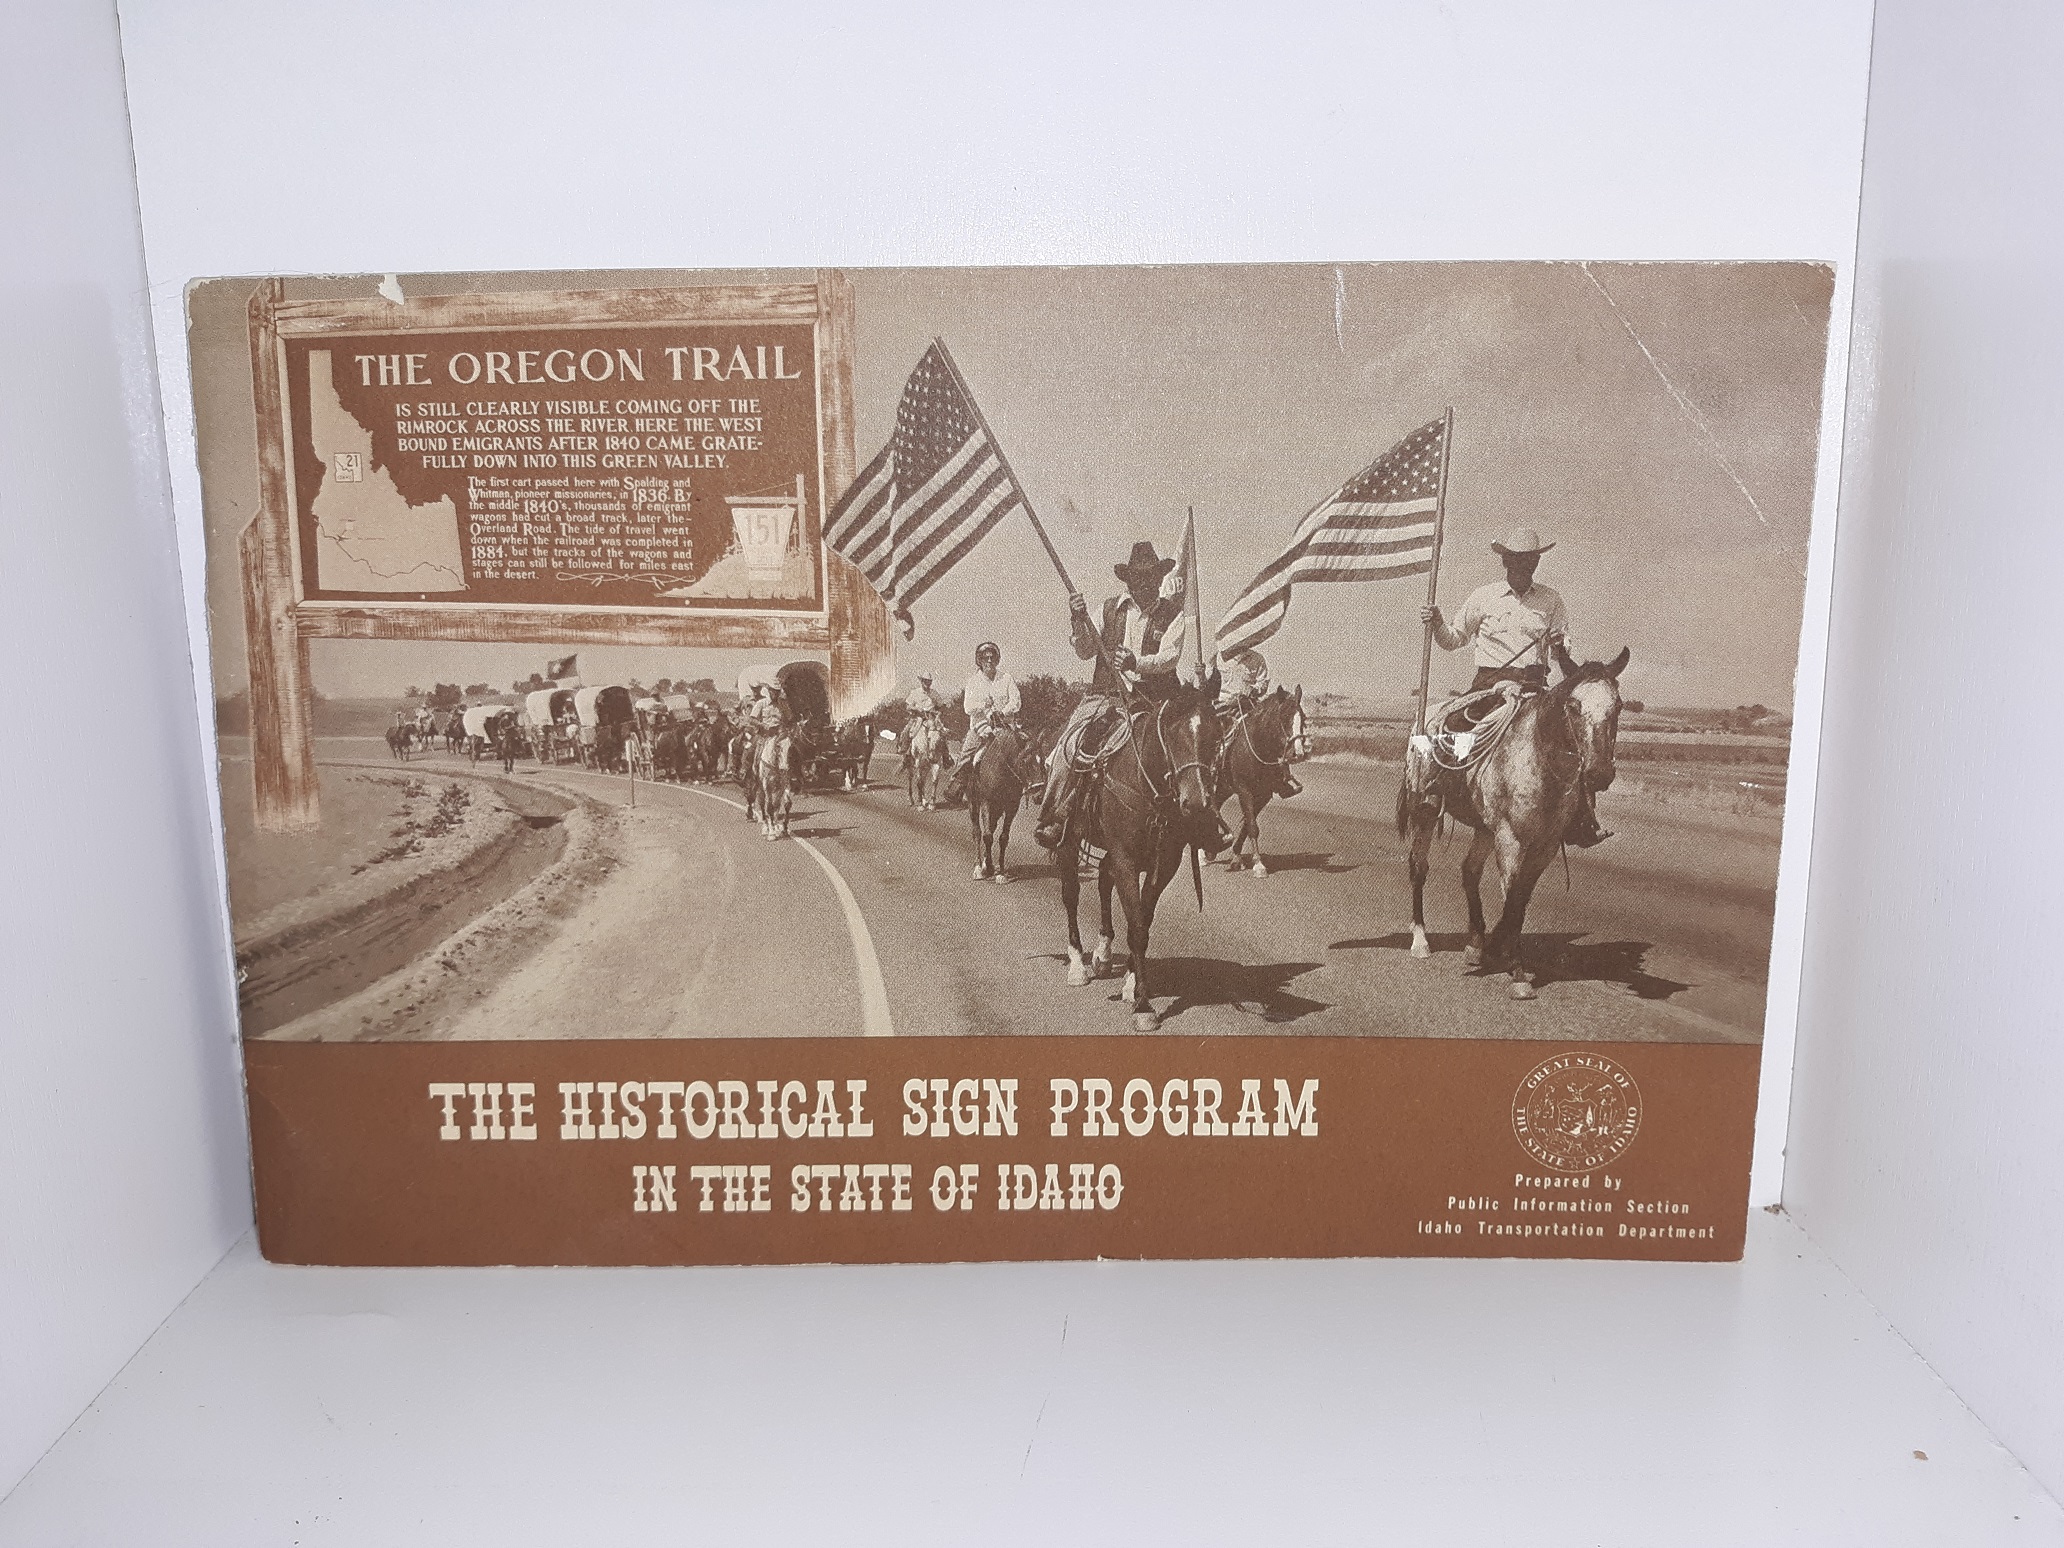 THE OREGON TRAIL
IS STILL CLEARLY VISIBLE COMING OFF THE
RIMROCK ACROSS THE RIVER. HERE THE WEST
BOUND EMIGRANTS AFTER 1840 CAME GRATE-
FULLY DOWN INTO THIS GREEN VALLEY.
The first cart passed here with Spalding and
Whitman, pioneer missionaries, in 1836. By
the middle 1840's, thousands of emigrant
wagons had cut a broad track, later the
Overland Road. The tide of travel went
down when the railroad was completed in
1884, but the tracks of the wagons and
stages can still be followed for miles east
in the desert.
21
IDAHO
151
THE HISTORICAL SIGN PROGRAM
IN THE STATE OF IDAHO
GREAT SEAL OF
THE STATE OF IDAHO
Prepared by
Public Information Section
Idaho Transportation Department